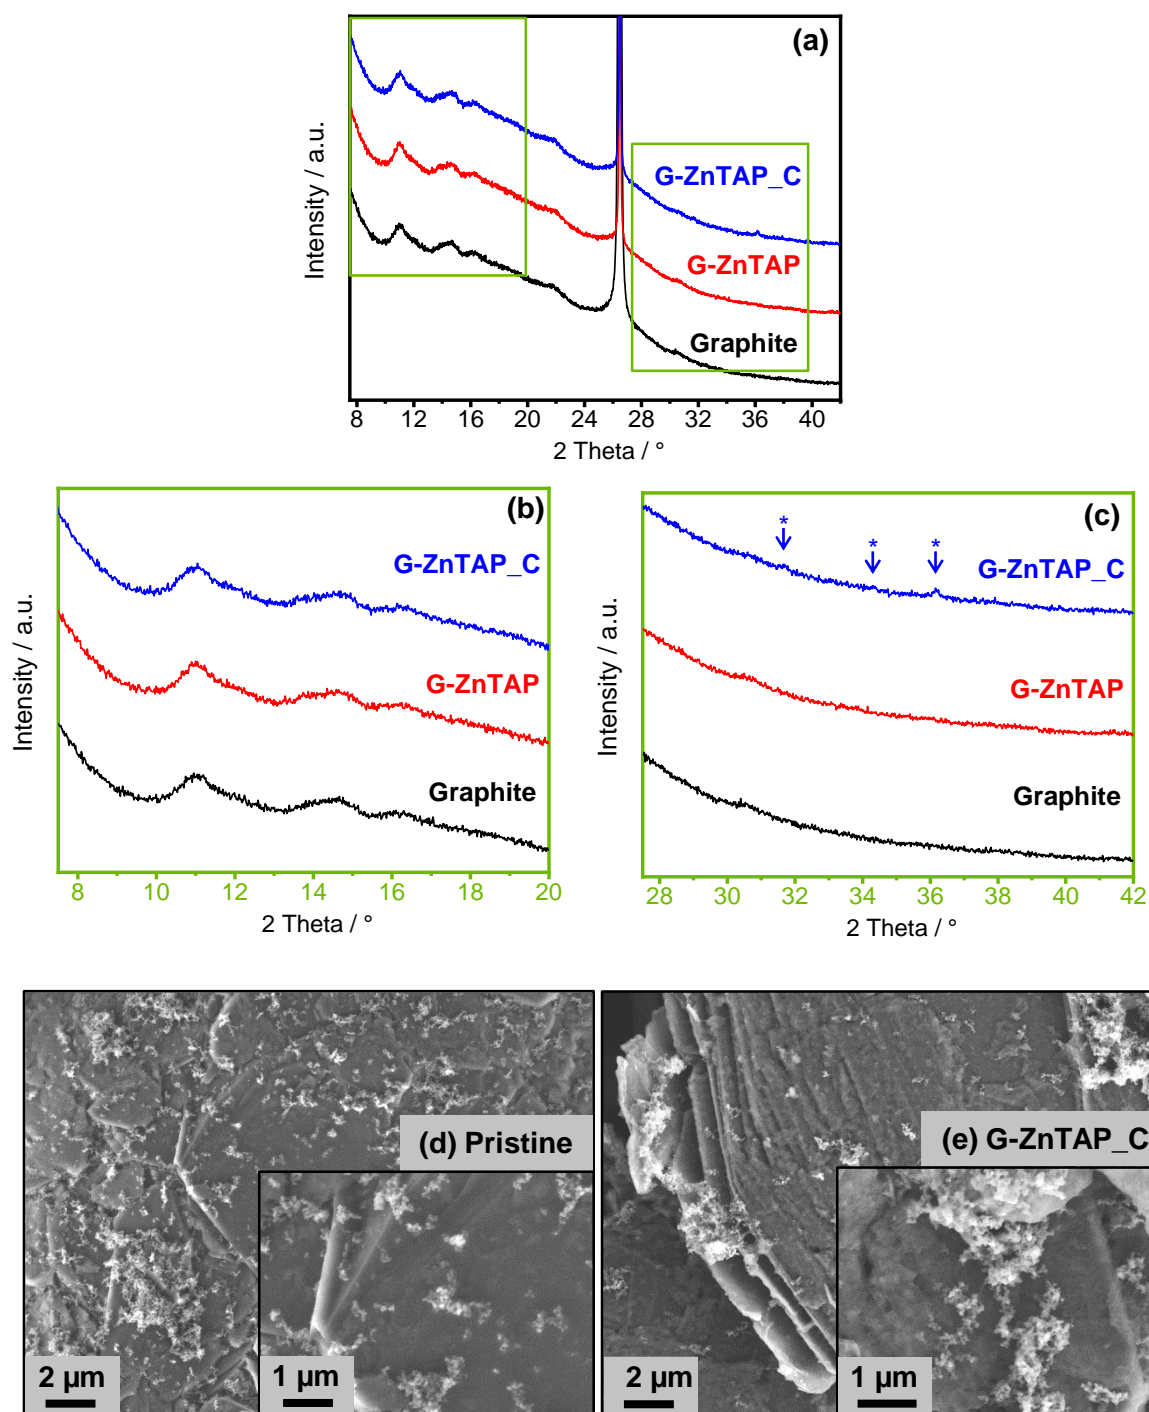 (a)
G-ZnTAP_C
G-ZnTAP
Graphite
Intensity / a.u.
8 12 16 20 24 28 32 36 40
2 Theta / °
(b)
G-ZnTAP_C
G-ZnTAP
Graphite
Intensity / a.u.
8 10 12 14 16 18 20
2 Theta / °
(c)
* * *
G-ZnTAP_C
G-ZnTAP
Graphite
Intensity / a.u.
28 30 32 34 36 38 40 42
2 Theta / °
(d) Pristine
2 µm
1 µm
(e) G-ZnTAP_C
2 µm
1 µm